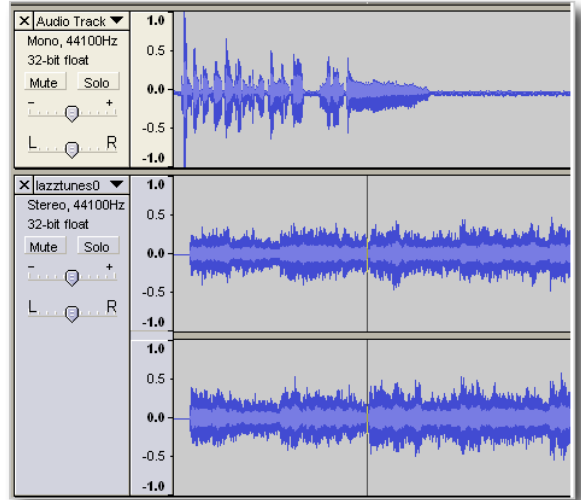 X Audio Track ▼
Mono, 44100Hz
32-bit float
Mute Solo
- +
L R
1.0
0.5
0.0
-0.5
-1.0
X lazztunes0 ▼
Stereo, 44100Hz
32-bit float
Mute Solo
- +
L R
1.0
0.5
0.0
-0.5
-1.0
1.0
0.5
0.0
-0.5
-1.0